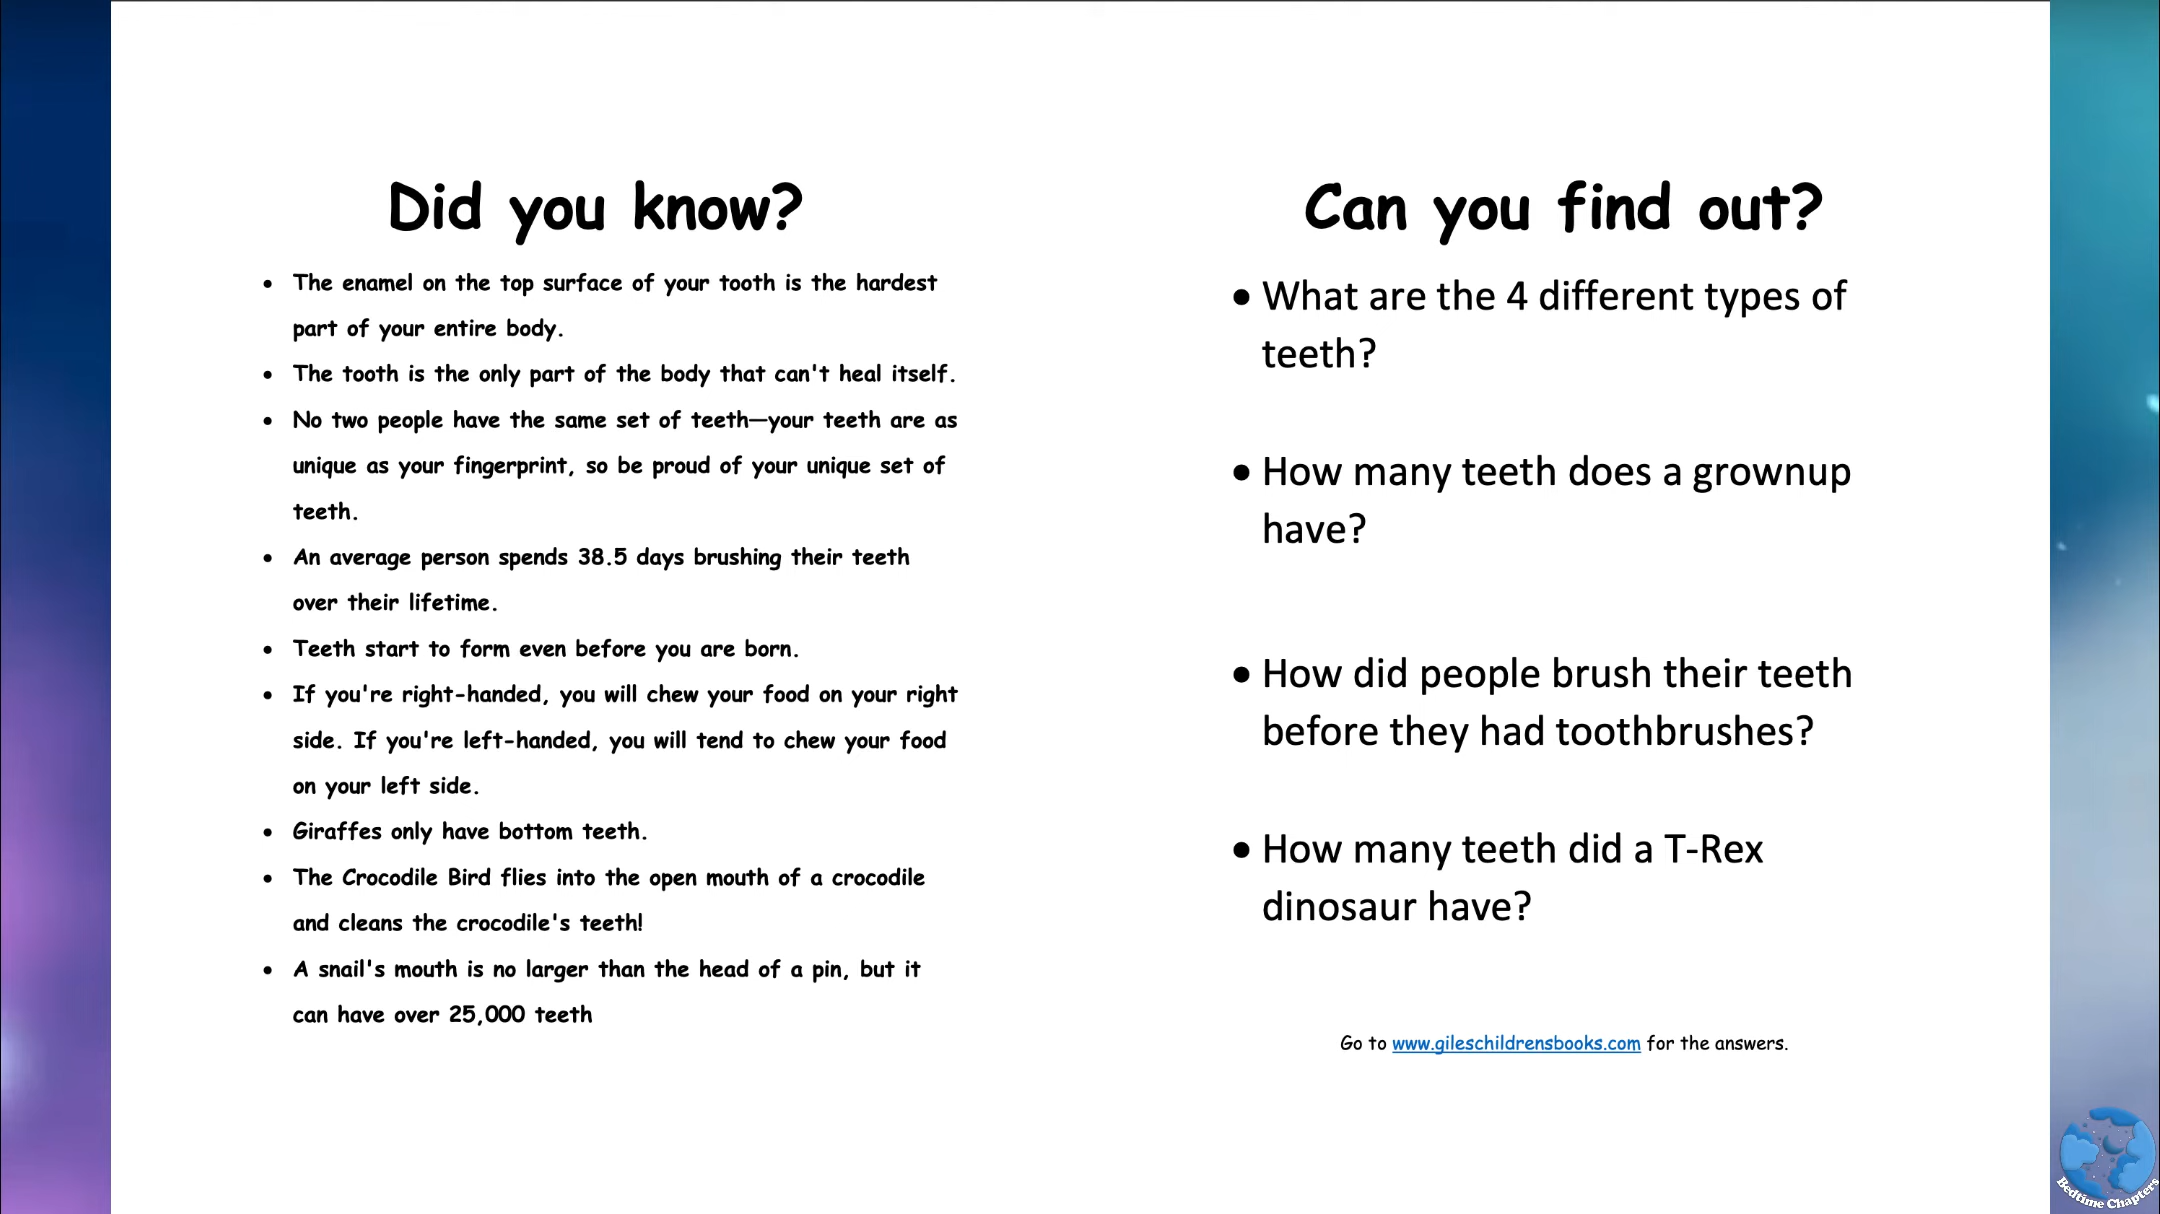 Did you know?
• The enamel on the top surface of your tooth is the hardest
part of your entire body.
• The tooth is the only part of the body that can't heal itself.
• No two people have the same set of teeth—your teeth are as
unique as your fingerprint, so be proud of your unique set of
teeth.
• An average person spends 38.5 days brushing their teeth
over their lifetime.
• Teeth start to form even before you are born.
• If you're right-handed, you will chew your food on your right
side. If you're left-handed, you will tend to chew your food
on your left side.
• Giraffes only have bottom teeth.
• The Crocodile Bird flies into the open mouth of a crocodile
and cleans the crocodile's teeth!
• A snail's mouth is no larger than the head of a pin, but it
can have over 25,000 teeth
Can you find out?
• What are the 4 different types of
teeth?
• How many teeth does a grownup
have?
• How did people brush their teeth
before they had toothbrushes?
• How many teeth did a T-Rex
dinosaur have?
Go to www.gileschildrensbooks.com for the answers.
Bedtime Chapters